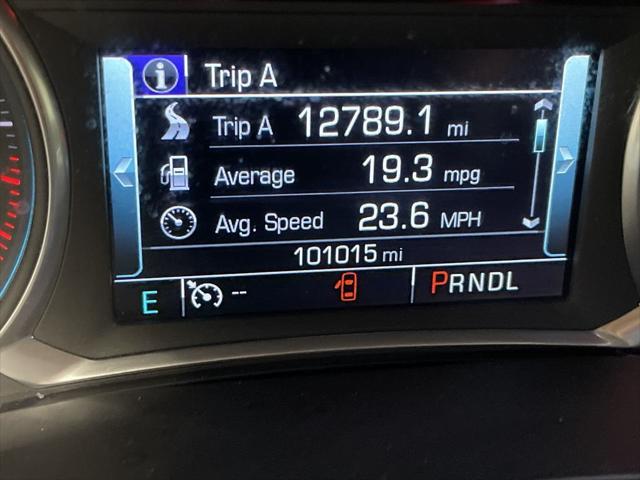 Trip A
Trip A 12789.1 mi
Average 19.3 mpg
Avg. Speed 23.6 MPH
101015 mi
E -- PRNDL